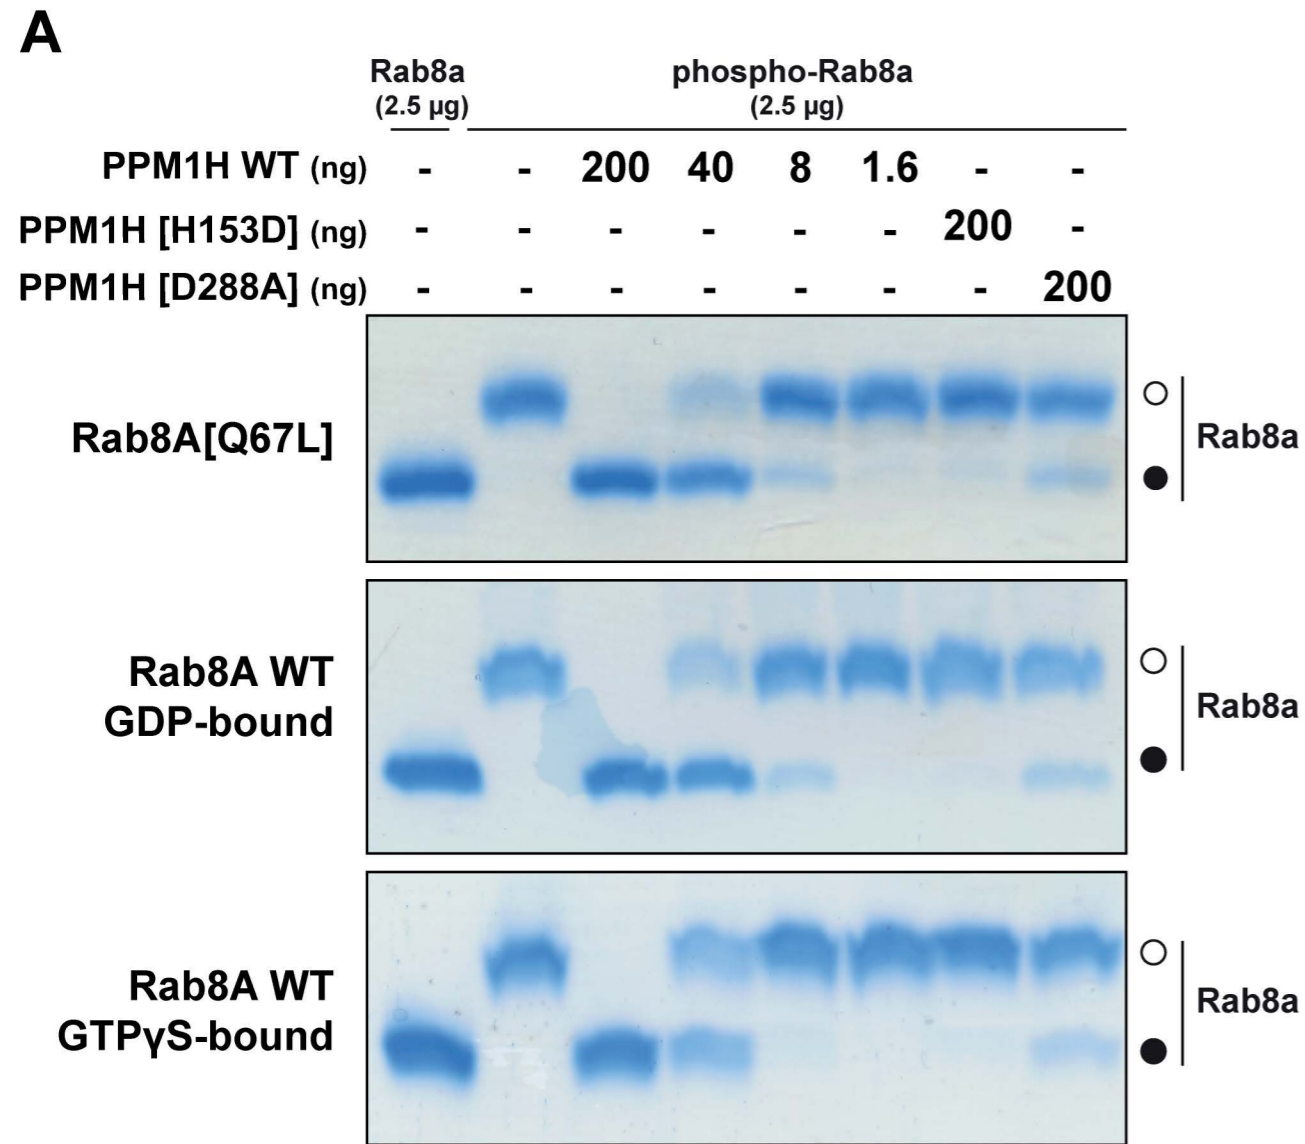 A
Rab8a phospho-Rab8a
(2.5 µg) (2.5 µg)
PPM1H WT (ng) - - 200 40 8 1.6 - -
PPM1H [H153D] (ng) - - - - - - 200 -
PPM1H [D288A] (ng) - - - - - - - 200
Rab8A[Q67L]
Rab8a
Rab8A WT
GDP-bound
Rab8a
Rab8A WT
GTPγS-bound
Rab8a